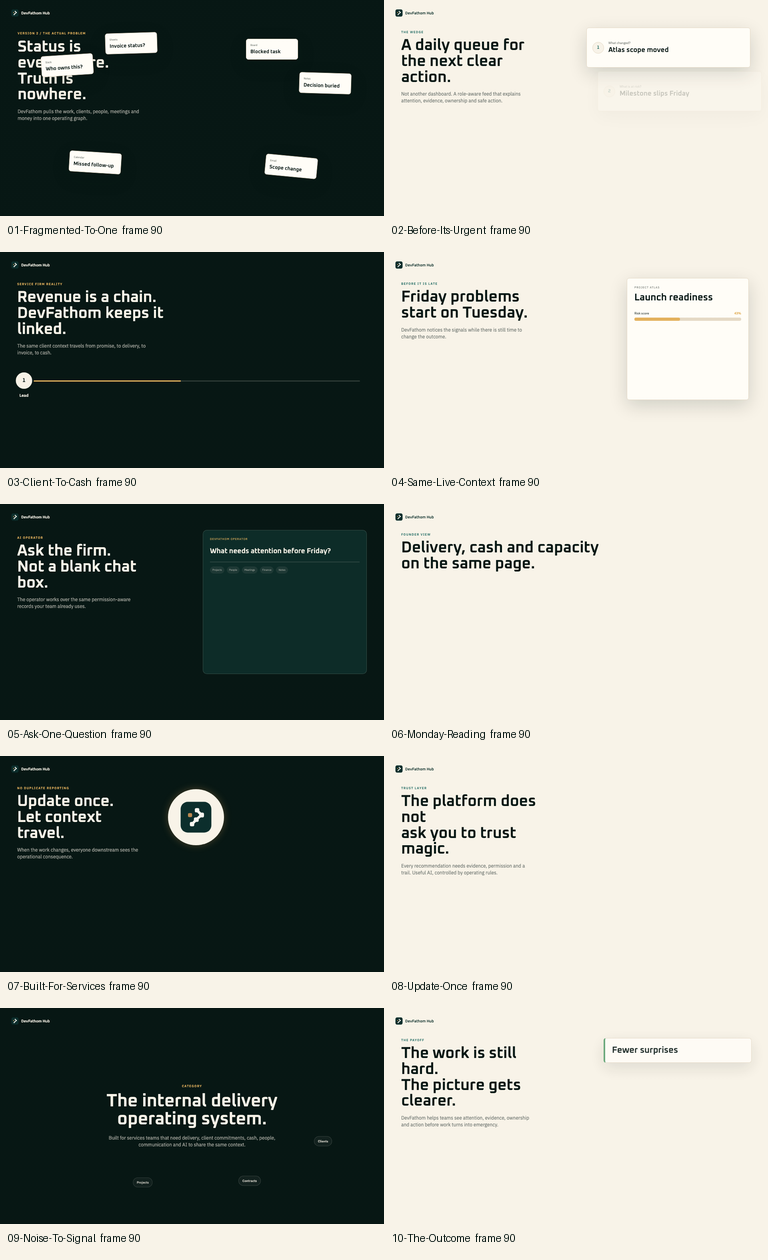 DevFathom Hub
VERSION 2 / THE ACTUAL PROBLEM
Status is
Truth is
nowhere.
DevFathom pulls the work, clients, people, meetings and
money into one operating graph.
Invoice status?
Who owns this?
Blocked task
Decision buried
Missed follow-up
Scope change
01-Fragmented-To-One frame 90
DevFathom Hub
THE WEDGE
A daily queue for
the next clear
action.
Not another dashboard. A role-aware feed that explains
attention, evidence, ownership and safe action.
1
What changed?
Atlas scope moved
Milestone slips Friday
02-Before-Its-Urgent frame 90
DevFathom Hub
SERVICE FIRM REALITY
Revenue is a chain.
DevFathom keeps it
linked.
The same client context travels from promise, to delivery, to
invoice, to cash.
1
Lead
03-Client-To-Cash frame 90
DevFathom Hub
BEFORE IT IS LATE
Friday problems
start on Tuesday.
DevFathom notices the signals while there is still time to
change the outcome.
PROJECT ATLAS
Launch readiness
Risk score
04-Same-Live-Context frame 90
DevFathom Hub
AI OPERATOR
Ask the firm.
Not a blank chat
box.
The operator works over the same permission-aware
records your team already uses.
DEVFATHOM OPERATOR
What needs attention before Friday?
05-Ask-One-Question frame 90
DevFathom Hub
FOUNDER VIEW
Delivery, cash and capacity
on the same page.
06-Monday-Reading frame 90
DevFathom Hub
NO DUPLICATE REPORTING
Update once.
Let context
travel.
When the work changes, everyone downstream sees the
operational consequence.
07-Built-For-Services frame 90
DevFathom Hub
TRUST LAYER
The platform does
not
ask you to trust
magic.
Every recommendation needs evidence, permission and a
trail. Useful AI, controlled by operating rules.
08-Update-Once frame 90
DevFathom Hub
CATEGORY
The internal delivery
operating system.
Built for services teams that need delivery, client commitments, cash, people,
communication and AI to share the same context.
Clients
Projects
Contracts
09-Noise-To-Signal frame 90
DevFathom Hub
THE PAYOFF
The work is still
hard.
The picture gets
clearer.
DevFathom helps teams see attention, evidence, ownership
and action before work turns into emergency.
Fewer surprises
10-The-Outcome frame 90